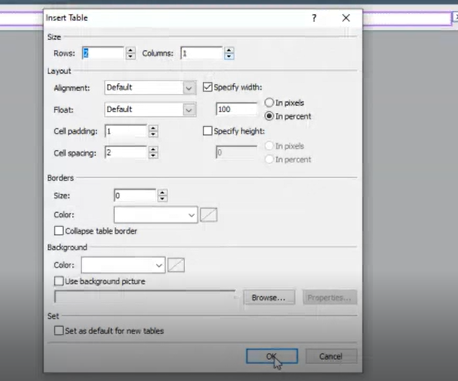 Insert Table ? X
Size
Rows: 2 Columns: 1
Layout
Alignment: Default Specify width:
100 In pixels
Float: Default In percent
Cell padding: 1 Specify height:
Cell spacing: 2 0 In pixels
In percent
Borders
Size: 0
Color:
Collapse table border
Background
Color:
Use background picture
Browse... Properties...
Set
Set as default for new tables
OK Cancel